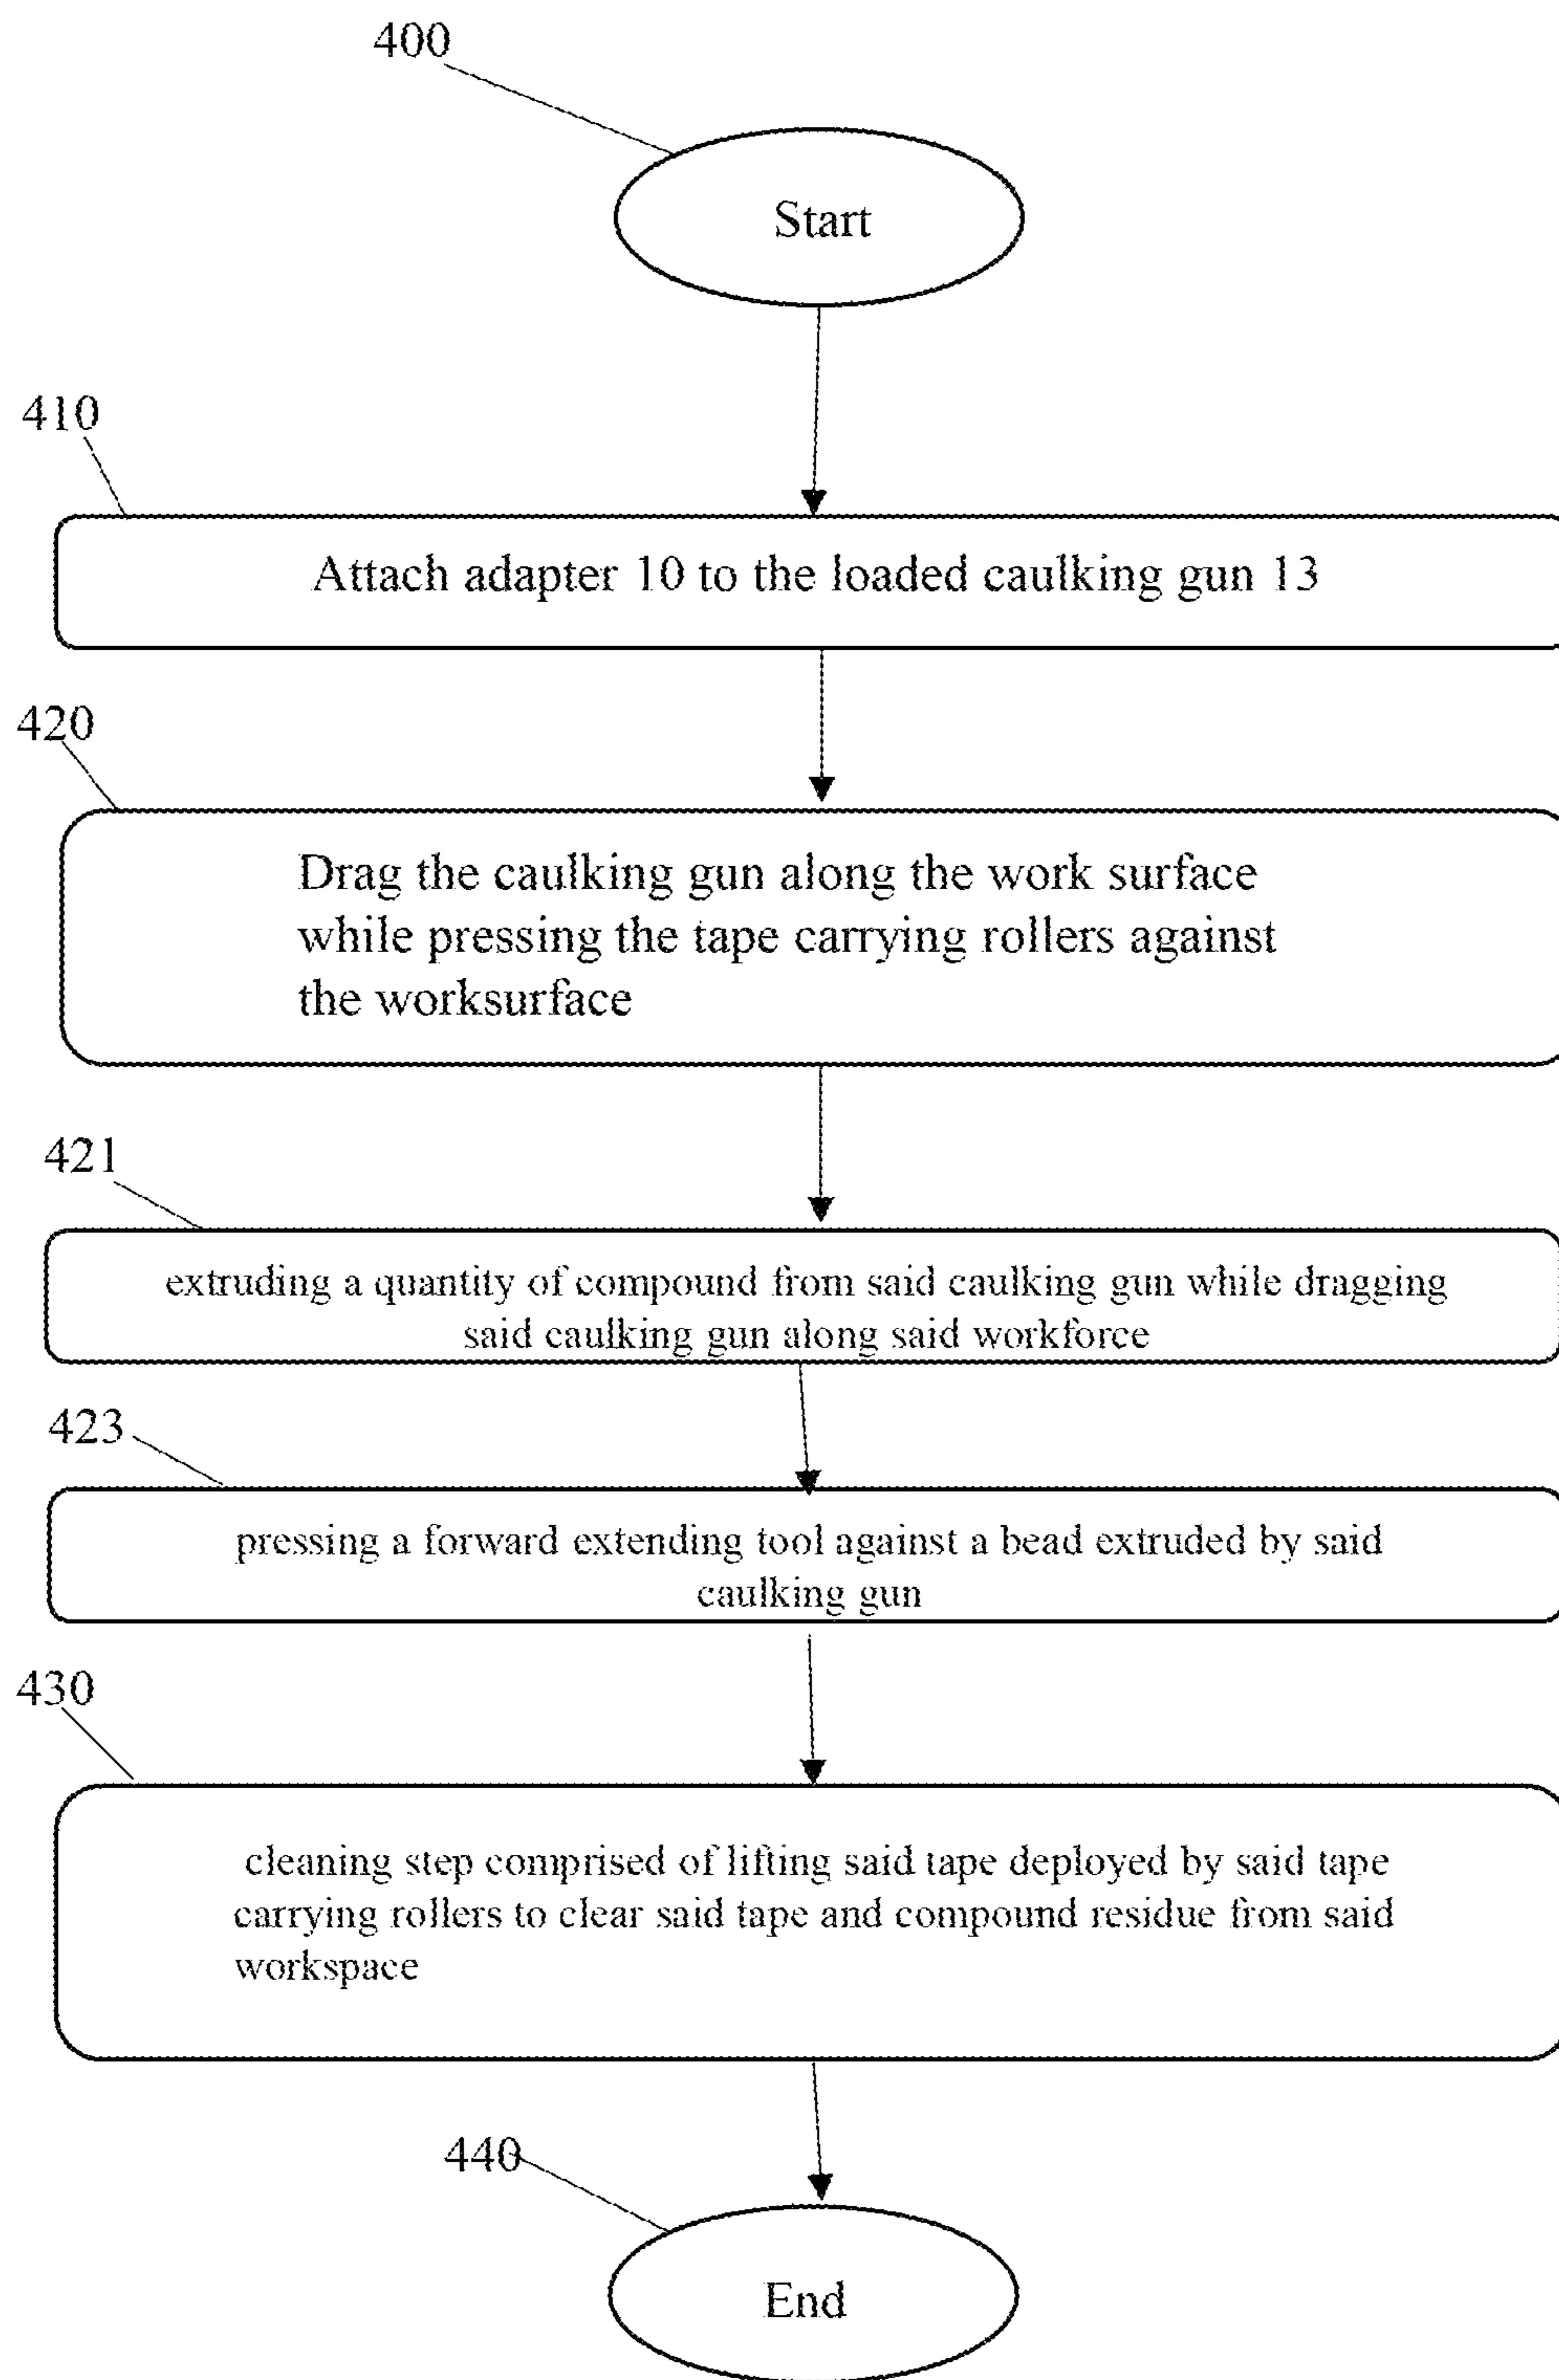 400
Start
410
Attach adapter 10 to the loaded caulking gun 13
420
Drag the caulking gun along the work surface
while pressing the tape carrying rollers against
the worksurface
421
extruding a quantity of compound from said caulking gun while dragging
said caulking gun along said workforce
423
pressing a forward extending tool against a bead extruded by said
caulking gun
430
cleaning step comprised of lifting said tape deployed by said tape
carrying rollers to clear said tape and compound residue from said
workspace
440
End